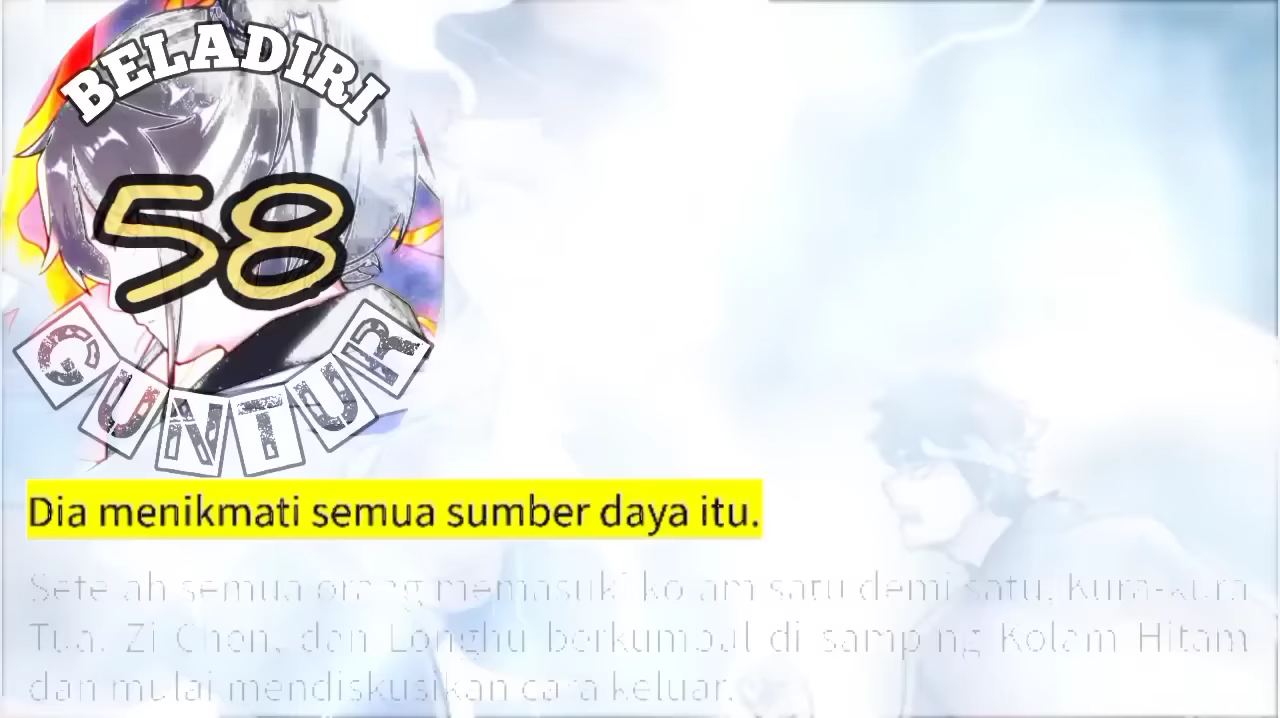 BELADIRI
58
GUNTUR
Dia menikmati semua sumber daya itu.
Setelah semua orang memasuki kolam satu demi satu, Kura-kura
Tua, Zi Chen, dan Longhu berkumpul di samping Kolam Hitam
dan mulai mendiskusikan cara keluar.